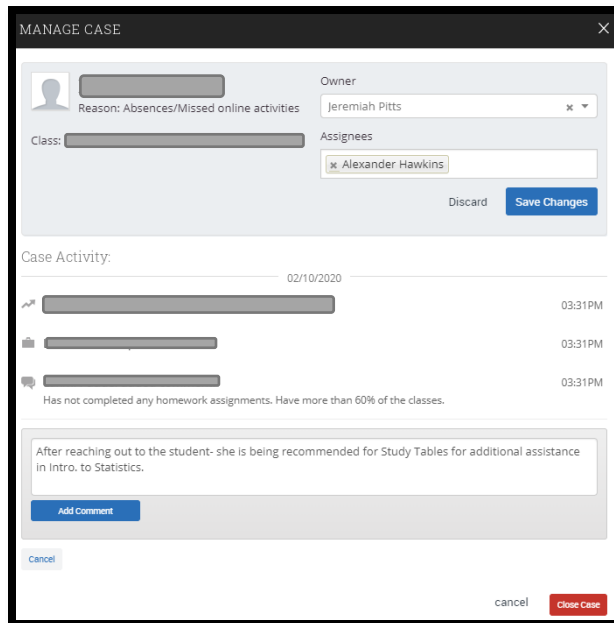 MANAGE CASE
Reason: Absences/Missed online activities
Class:
Owner
Jeremiah Pitts
Assignees
Alexander Hawkins
Discard
Save Changes
Case Activity:
02/10/2020
03:31PM
03:31PM
03:31PM
Has not completed any homework assignments. Have more than 60% of the classes.
After reaching out to the student- she is being recommended for Study Tables for additional assistance
in Intro. to Statistics.
Add Comment
Cancel
cancel
Close Case